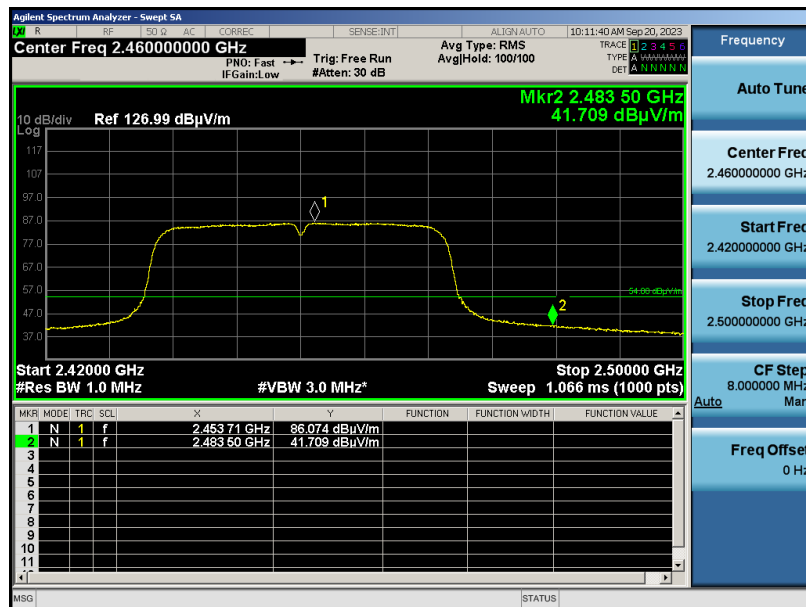 Agilent Spectrum Analyzer - Swept SA
LXI R RF 50 Ω AC CORREC SENSE:INT ALIGN AUTO 10:11:40 AM Sep 20, 2023
Center Freq 2.460000000 GHz
PNO: Fast
IFGain:Low
Trig: Free Run
#Atten: 30 dB
Avg Type: RMS
Avg|Hold: 100/100
TRACE 1 2 3 4 5 6
TYPE A WWWWW
DET A N N N N N
Mkr2 2.483 50 GHz
41.709 dBµV/m
10 dB/div Ref 126.99 dBµV/m
Log
117
107
97.0
87.0
77.0
67.0
57.0
47.0
37.0
1
54.00 dBµV/m
2
Start 2.42000 GHz Stop 2.50000 GHz
#Res BW 1.0 MHz #VBW 3.0 MHz* Sweep 1.066 ms (1000 pts)
MKR MODE TRC SCL X Y FUNCTION FUNCTION WIDTH FUNCTION VALUE
1 N 1 f 2.453 71 GHz 86.074 dBµV/m
2 N 1 f 2.483 50 GHz 41.709 dBµV/m
3
4
5
6
7
8
9
10
11
MSG STATUS
Frequency
Auto Tune
Center Freq
2.460000000 GHz
Start Freq
2.420000000 GHz
Stop Freq
2.500000000 GHz
CF Step
8.000000 MHz
Auto Man
Freq Offset
0 Hz